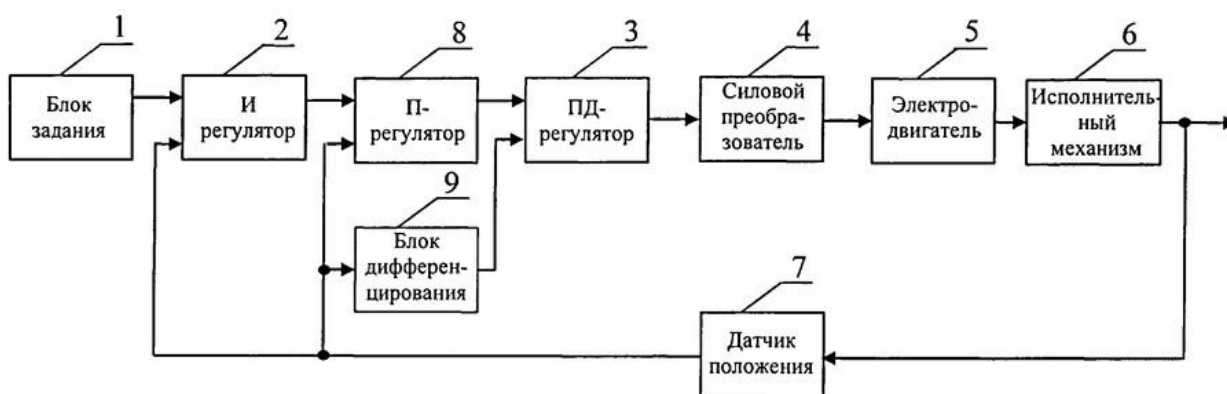 1
2
8
3
4
5
6
Блок
задания
И
регулятор
П-
регулятор
ПД-
регулятор
Силовой
преобра-
зователь
Электро-
двигатель
Исполнитель-
ный
механизм
9
Блок
дифферен-
цирования
7
Датчик
положения